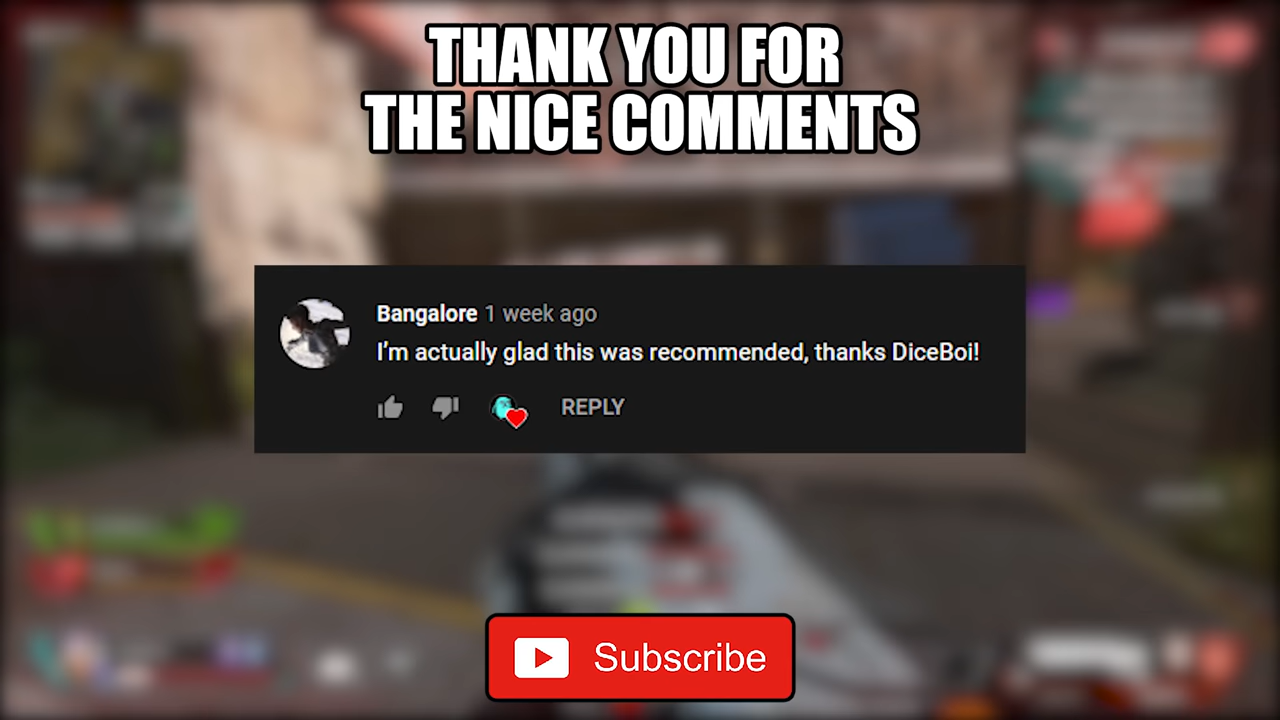 THANK YOU FOR
THE NICE COMMENTS
Bangalore 1 week ago
I'm actually glad this was recommended, thanks DiceBoi!
REPLY
Subscribe